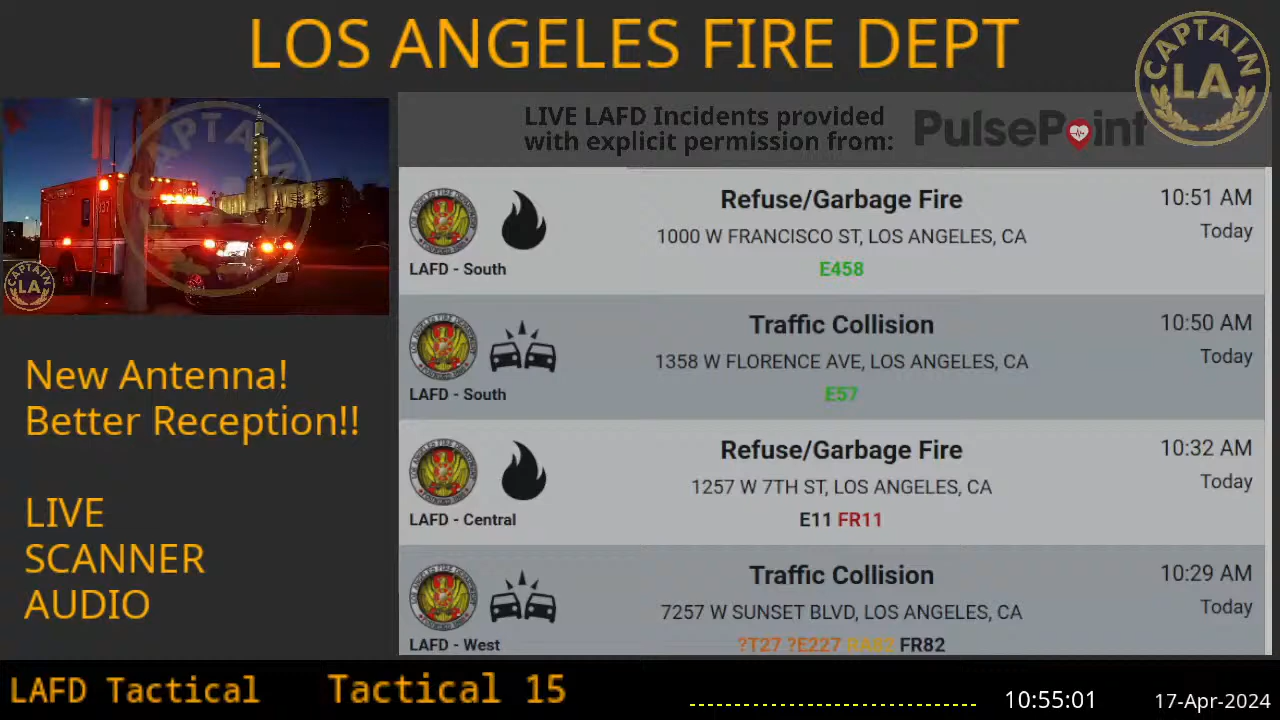 LOS ANGELES FIRE DEPT
CAPTAIN
LA
CAPTAIN
CAPTAIN
LA
LIVE LAFD Incidents provided
with explicit permission from:
PulsePoint
Refuse/Garbage Fire
10:51 AM
1000 W FRANCISCO ST, LOS ANGELES, CA
Today
LAFD - South
E458
Traffic Collision
10:50 AM
1358 W FLORENCE AVE, LOS ANGELES, CA
Today
LAFD - South
E57
Refuse/Garbage Fire
10:32 AM
1257 W 7TH ST, LOS ANGELES, CA
Today
LAFD - Central
E11 FR11
Traffic Collision
10:29 AM
7257 W SUNSET BLVD, LOS ANGELES, CA
Today
LAFD - West
?T27 ?E227 RA82 FR82
New Antenna!
Better Reception!!
LIVE
SCANNER
AUDIO
LAFD Tactical
Tactical 15
10:55:01
17-Apr-2024